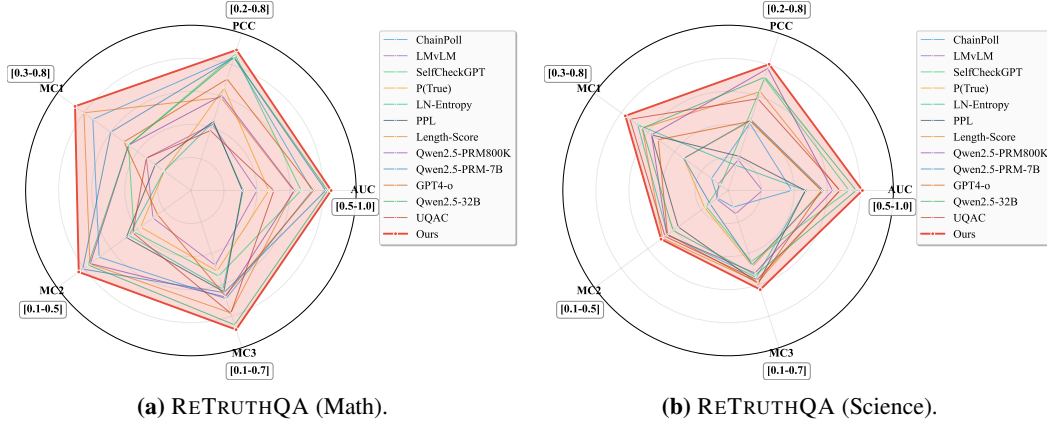 [0.2-0.8]
PCC
[0.3-0.8]
MC1
AUC
[0.5-1.0]
MC2
[0.1-0.5]
MC3
[0.1-0.7]
ChainPoll
LMvLM
SelfCheckGPT
P(True)
LN-Entropy
PPL
Length-Score
Qwen2.5-PRM800K
Qwen2.5-PRM-7B
GPT4-o
Qwen2.5-32B
UQAC
Ours
(a) RETRUTHQA (Math).
[0.2-0.8]
PCC
[0.3-0.8]
MC1
AUC
[0.5-1.0]
MC2
[0.1-0.5]
MC3
[0.1-0.7]
ChainPoll
LMvLM
SelfCheckGPT
P(True)
LN-Entropy
PPL
Length-Score
Qwen2.5-PRM800K
Qwen2.5-PRM-7B
GPT4-o
Qwen2.5-32B
UQAC
Ours
(b) RETRUTHQA (Science).